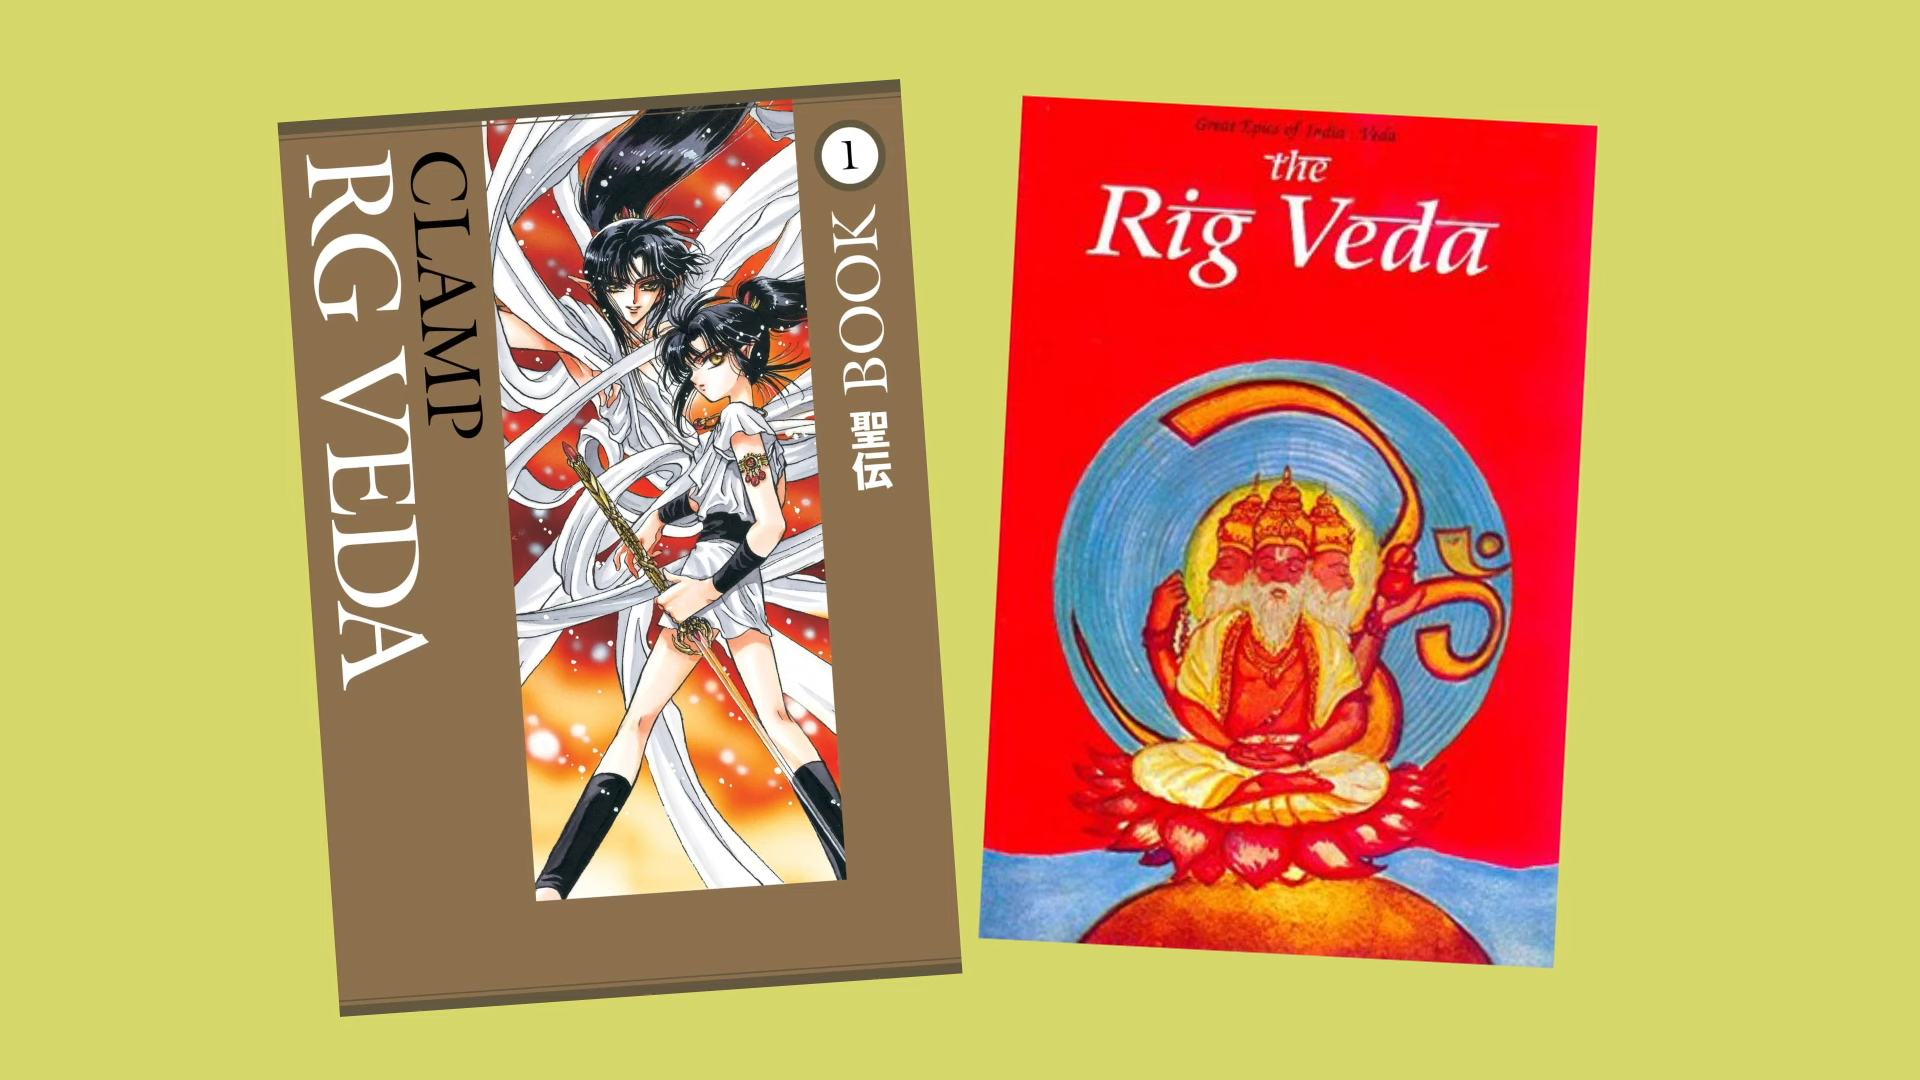 RG VEDA
CLAMP
1
BOOK
聖伝
Great Epics of India : Veda
the
Rig Veda